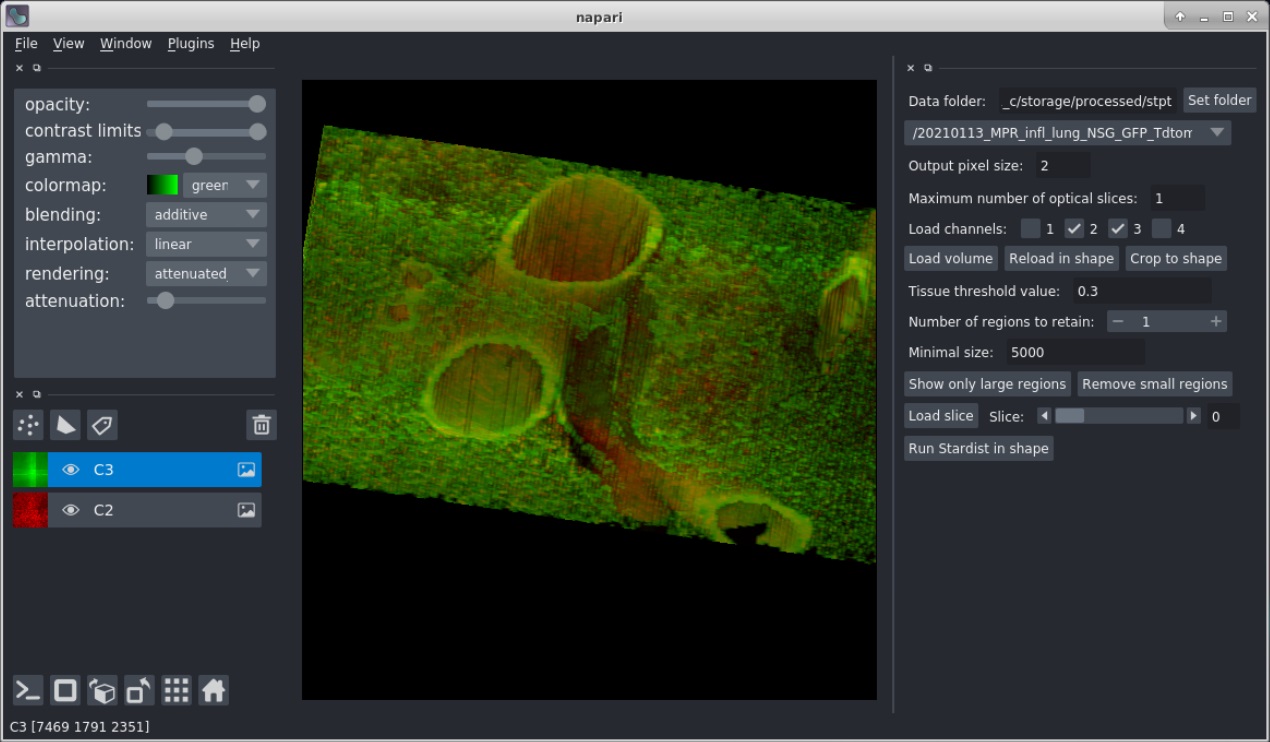 napari
File View Window Plugins Help
opacity:
contrast limits
gamma:
colormap: green
blending: additive
interpolation: linear
rendering: attenuated_
attenuation:
C3
C2
C3 [7469 1791 2351]
Data folder: _c/storage/processed/stpt Set folder
/20210113_MPR_infl_lung_NSG_GFP_Tdtom
Output pixel size: 2
Maximum number of optical slices: 1
Load channels: 1 2 3 4
Load volume Reload in shape Crop to shape
Tissue threshold value: 0.3
Number of regions to retain: 1
Minimal size: 5000
Show only large regions Remove small regions
Load slice Slice: 0
Run Stardist in shape